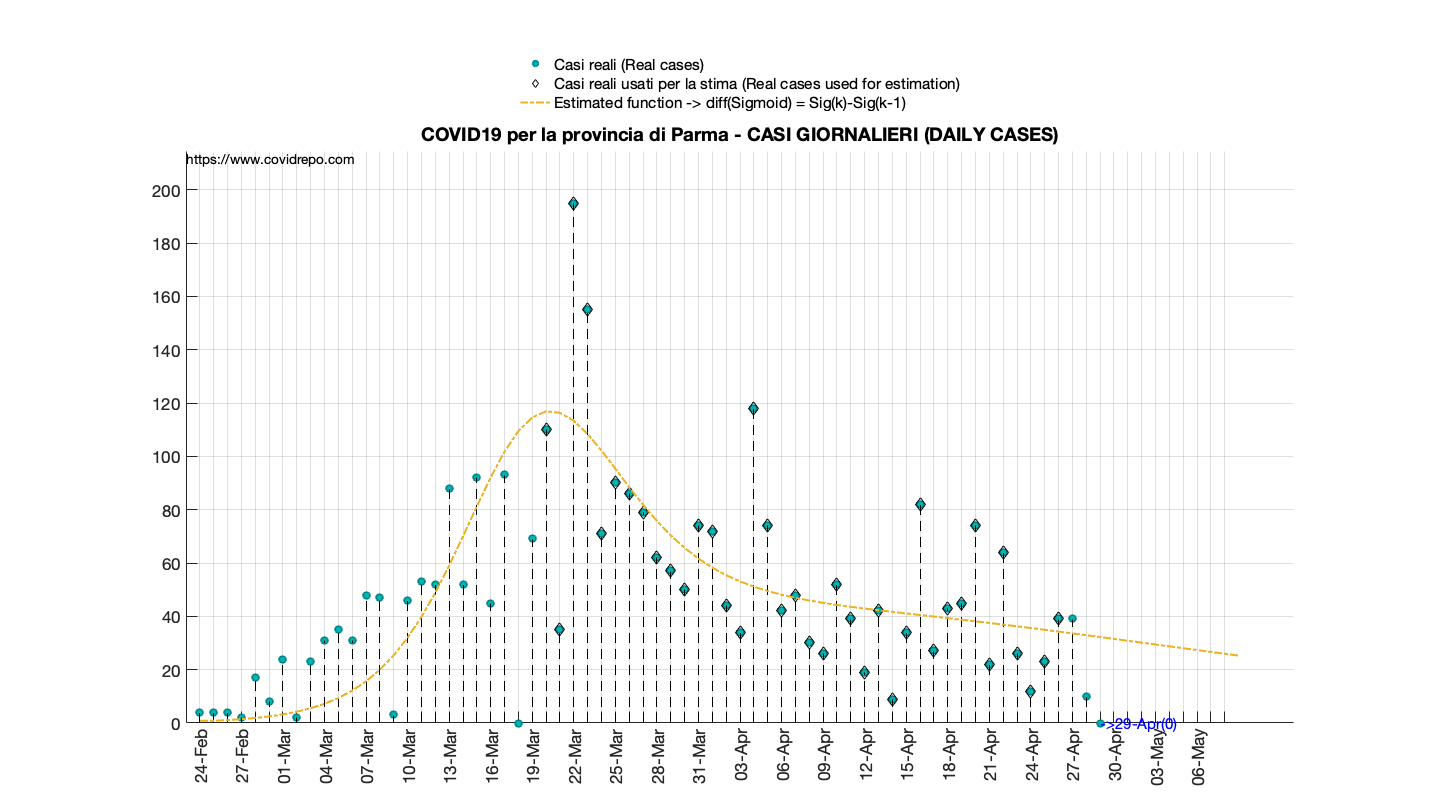 Casi reali (Real cases)
Casi reali usati per la stima (Real cases used for estimation)
Estimated function -> diff(Sigmoid) = Sig(k)-Sig(k-1)
COVID19 per la provincia di Parma - CASI GIORNALIERI (DAILY CASES)
https://www.covidrepo.com
200
180
160
140
120
100
80
60
40
20
0
->29-Apr(0)
24-Feb
27-Feb
01-Mar
04-Mar
07-Mar
10-Mar
13-Mar
16-Mar
19-Mar
22-Mar
25-Mar
28-Mar
31-Mar
03-Apr
06-Apr
09-Apr
12-Apr
15-Apr
18-Apr
21-Apr
24-Apr
27-Apr
30-Apr
03-May
06-May